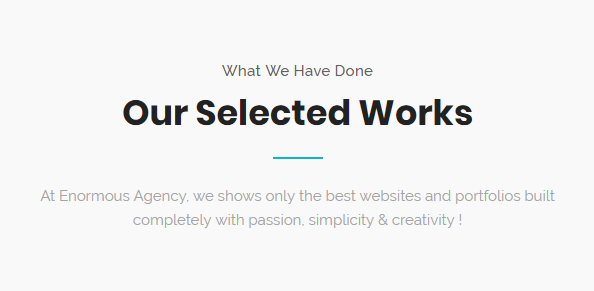 What We Have Done
Our Selected Works
At Enormous Agency, we shows only the best websites and portfolios built
completely with passion, simplicity & creativity !